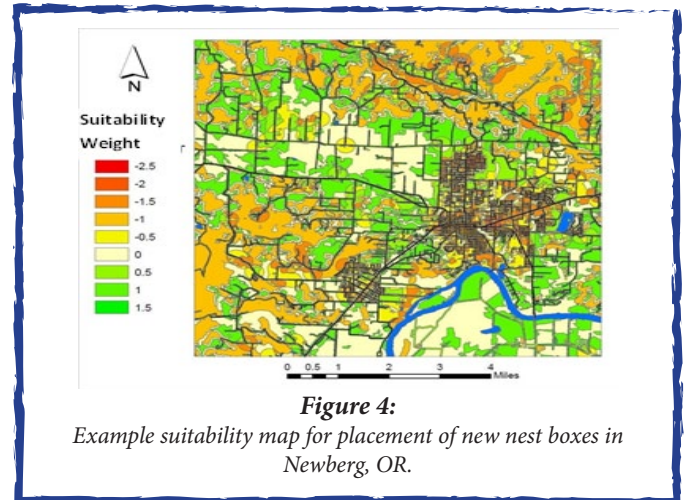 N
Suitability
Weight
-2.5
-2
-1.5
-1
-0.5
0
0.5
1
1.5
0 0.5 1 2 3 4
Miles
Figure 4:
Example suitability map for placement of new nest boxes in
Newberg, OR.